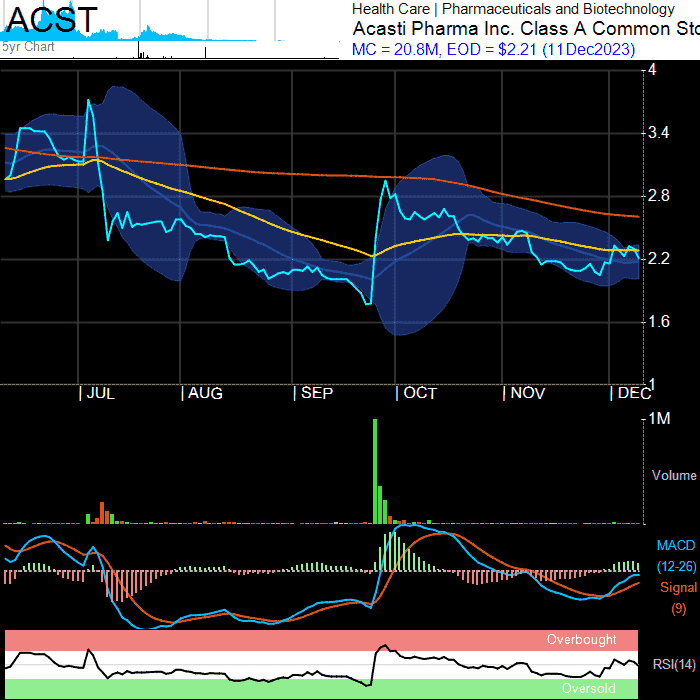 ACST
5yr Chart
Health Care | Pharmaceuticals and Biotechnology
Acasti Pharma Inc. Class A Common Sto
MC = 20.8M, EOD = $2.21 (11Dec2023)
4
3.4
2.8
2.2
1.6
1
JUL AUG SEP OCT NOV DEC
1M
Volume
MACD
(12-26)
Signal
(9)
Overbought
RSI(14)
Oversold